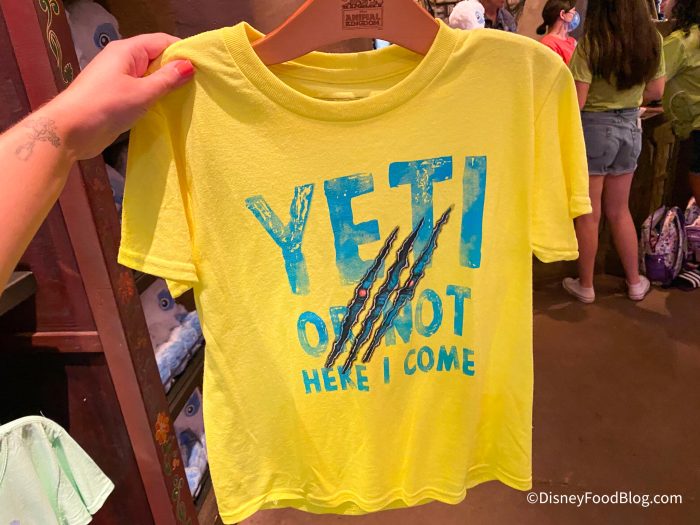 ANIMAL
KINGDOM
YETI
OR NOT
HERE I COME
©DisneyFoodBlog.com